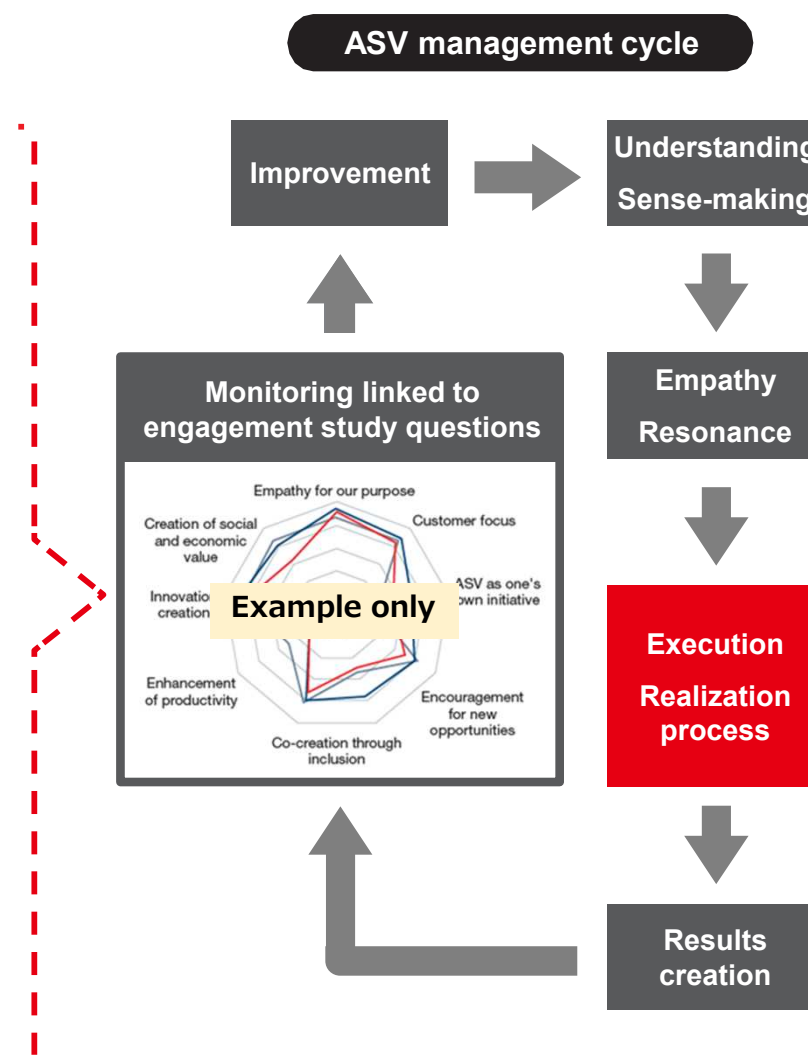 ASV management cycle
Improvement
Understanding
Sense-making
Monitoring linked to
engagement study questions
Empathy
Resonance
Empathy for our purpose
Creation of social
and economic
value
Customer focus
ASV as one's
own initiative
creation
Example only
Enhancement
of productivity
Encouragement
for new
opportunities
Co-creation through
inclusion
Execution
Realization
process
Results
creation